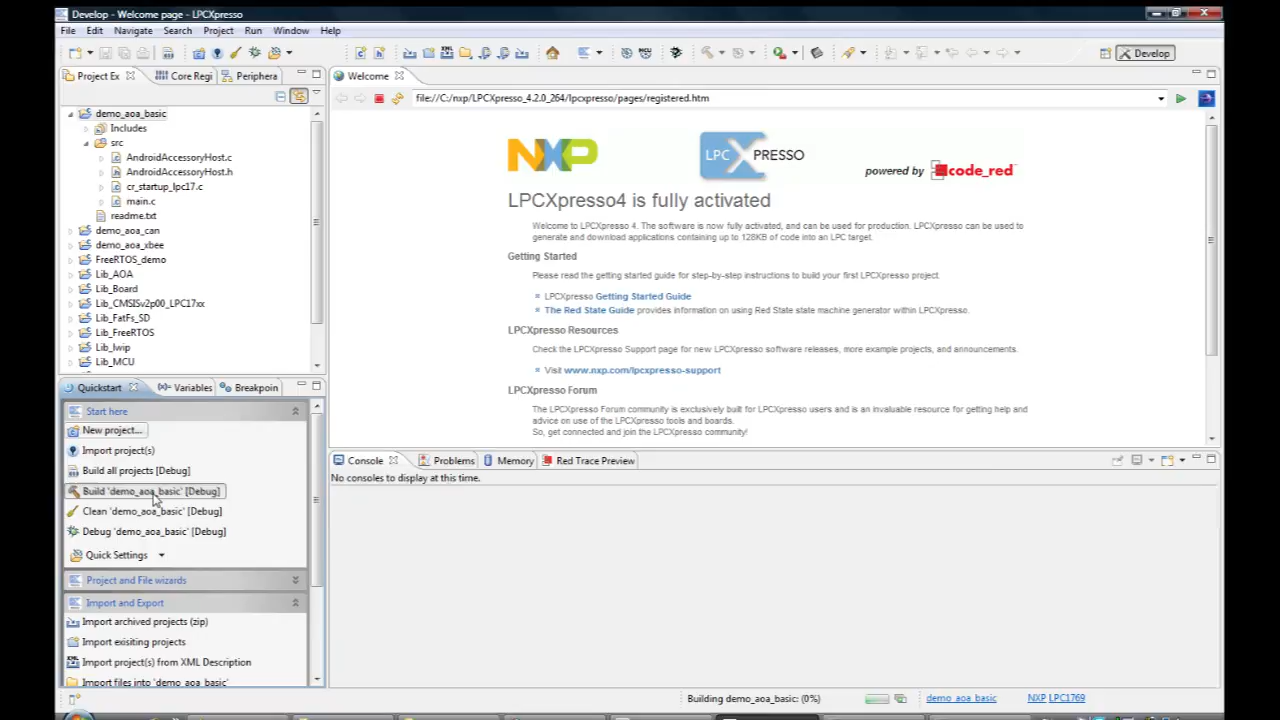 Develop - Welcome page - LPCXpresso
File Edit Navigate Search Project Run Window Help
Develop
Project Ex Core Regi Periphera
Welcome
file://C:/nxp/LPCXpresso_4.2.0_264/lpcxpresso/pages/registered.htm
demo_aoa_basic
Includes
src
AndroidAccessoryHost.c
AndroidAccessoryHost.h
cr_startup_lpc17.c
main.c
readme.txt
demo_aoa_can
demo_aoa_xbee
FreeRTOS_demo
Lib_AOA
Lib_Board
Lib_CMSISv2p00_LPC17xx
Lib_FatFs_SD
Lib_FreeRTOS
Lib_lwip
Lib_MCU
NXP LPC XPRESSO powered by code_red
LPCXpresso4 is fully activated
Welcome to LPCXpresso 4. The software is now fully activated, and can be used for production. LPCXpresso can be used to
generate and download applications containing up to 128KB of code into an LPC target.
Getting Started
Please read the getting started guide for step-by-step instructions to build your first LPCXpresso project.
LPCXpresso Getting Started Guide
The Red State Guide provides information on using Red State state machine generator within LPCXpresso.
LPCXpresso Resources
Check the LPCXpresso Support page for new LPCXpresso software releases, more example projects, and announcements.
Visit www.nxp.com/lpcxpresso-support
LPCXpresso Forum
The LPCXpresso Forum community is exclusively built for LPCXpresso users and is an invaluable resource for getting help and
advice on use of the LPCXpresso tools and boards.
So, get connected and join the LPCXpresso community!
Quickstart (x)= Variables Breakpoin
Start here
New project...
Import project(s)
Build all projects [Debug]
Build 'demo_aoa_basic' [Debug]
Clean 'demo_aoa_basic' [Debug]
Debug 'demo_aoa_basic' [Debug]
Quick Settings
Project and File wizards
Import and Export
Import archived projects (zip)
Import exisiting projects
Import project(s) from XML Description
Import files into 'demo_aoa_basic'
Console Problems Memory Red Trace Preview
No consoles to display at this time.
Building demo_aoa_basic: (0%) demo_aoa_basic NXP LPC1769